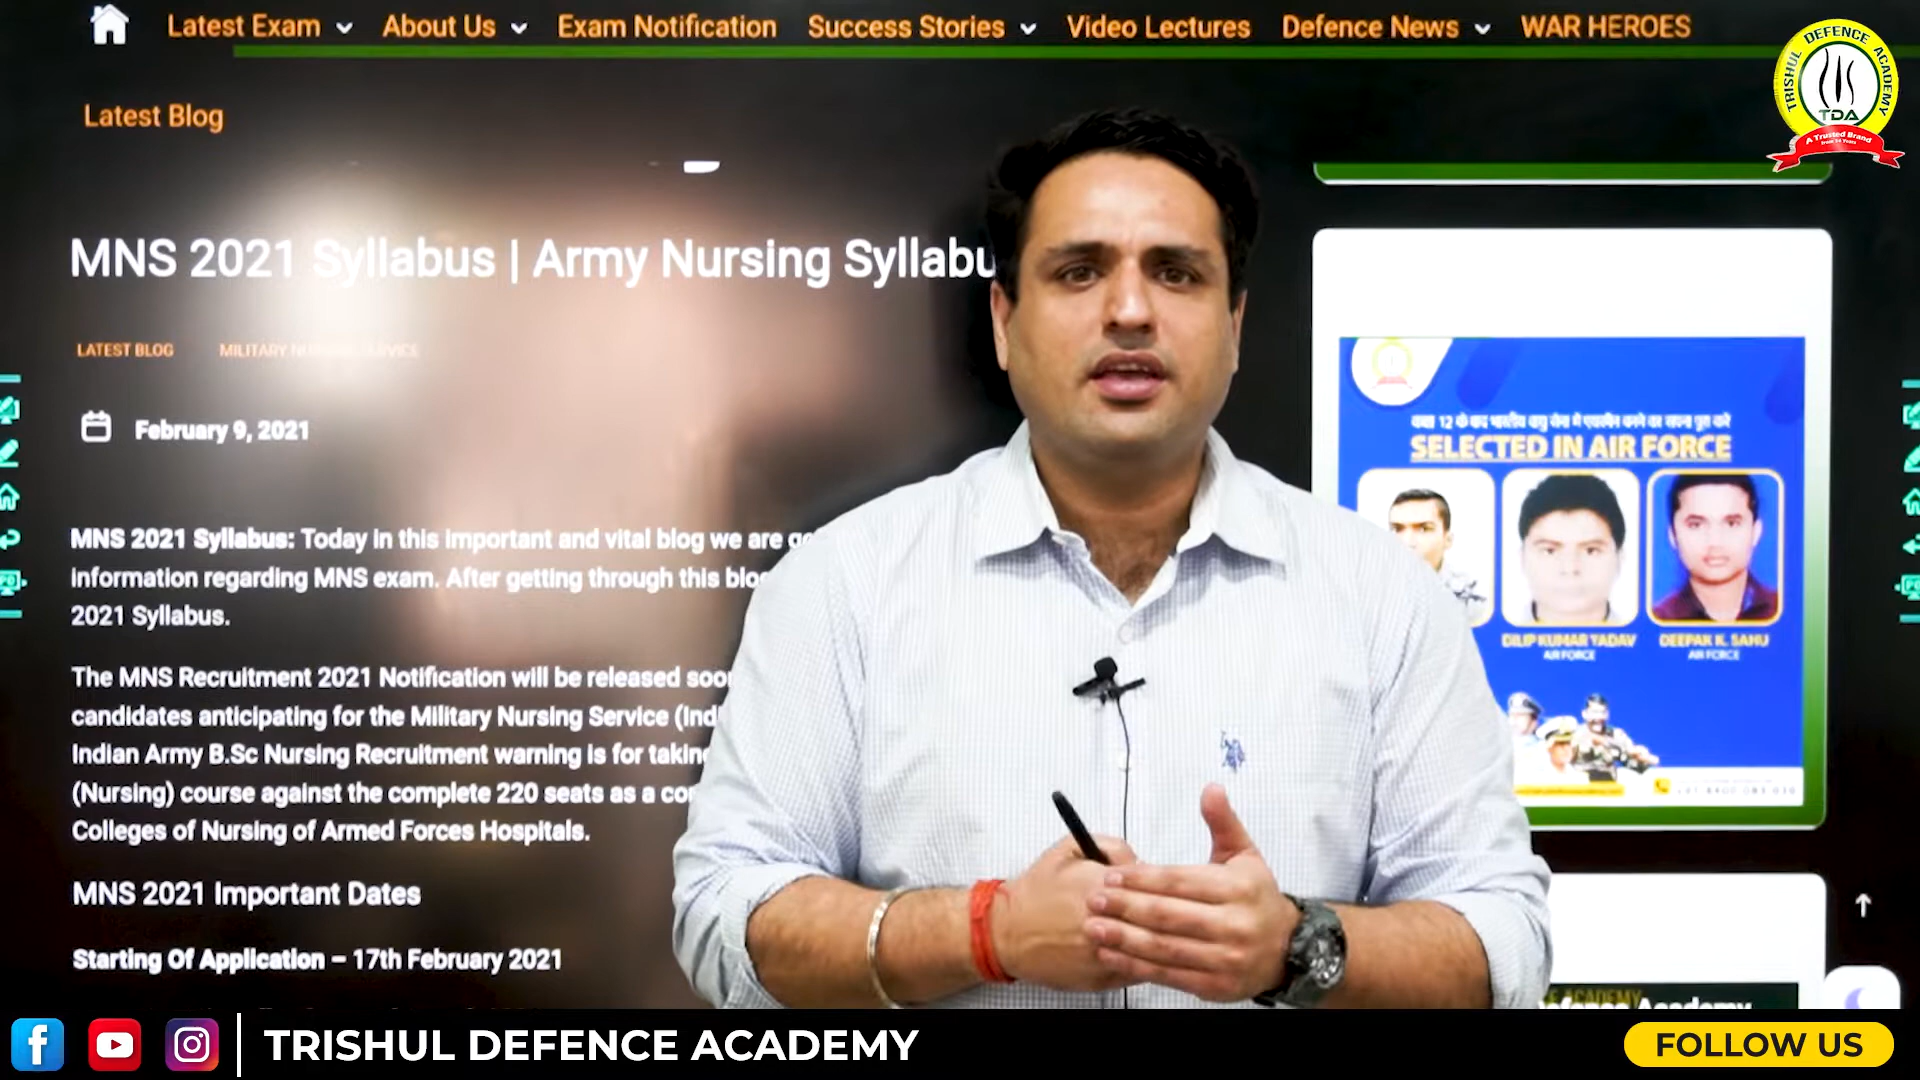 Latest Exam
About Us
Exam Notification
Success Stories
Video Lectures
Defence News
WAR HEROES
TRISHUL DEFENCE ACADEMY
TDA
A Trusted Brand
Latest Blog
MNS 2021 Syllabus | Army Nursing Syllabu
LATEST BLOG
MILITARY
February 9, 2021
MNS 2021 Syllabus: Today in this important and vital blog we are
information regarding MNS exam. After getting through this
2021 Syllabus.
The MNS Recruitment 2021 Notification will be released
candidates anticipating for the Military Nursing Service
Indian Army B.Sc Nursing Recruitment warning is for
(Nursing) course against the complete 220 seats as a
Colleges of Nursing of Armed Forces Hospitals.
MNS 2021 Important Dates
Starting Of Application – 17th February 2021
SELECTED IN AIR FORCE
DILIP KUMAR YADAV
AIR FORCE
DEEPAK K. SAHU
AIR FORCE
Academy
TRISHUL DEFENCE ACADEMY
FOLLOW US